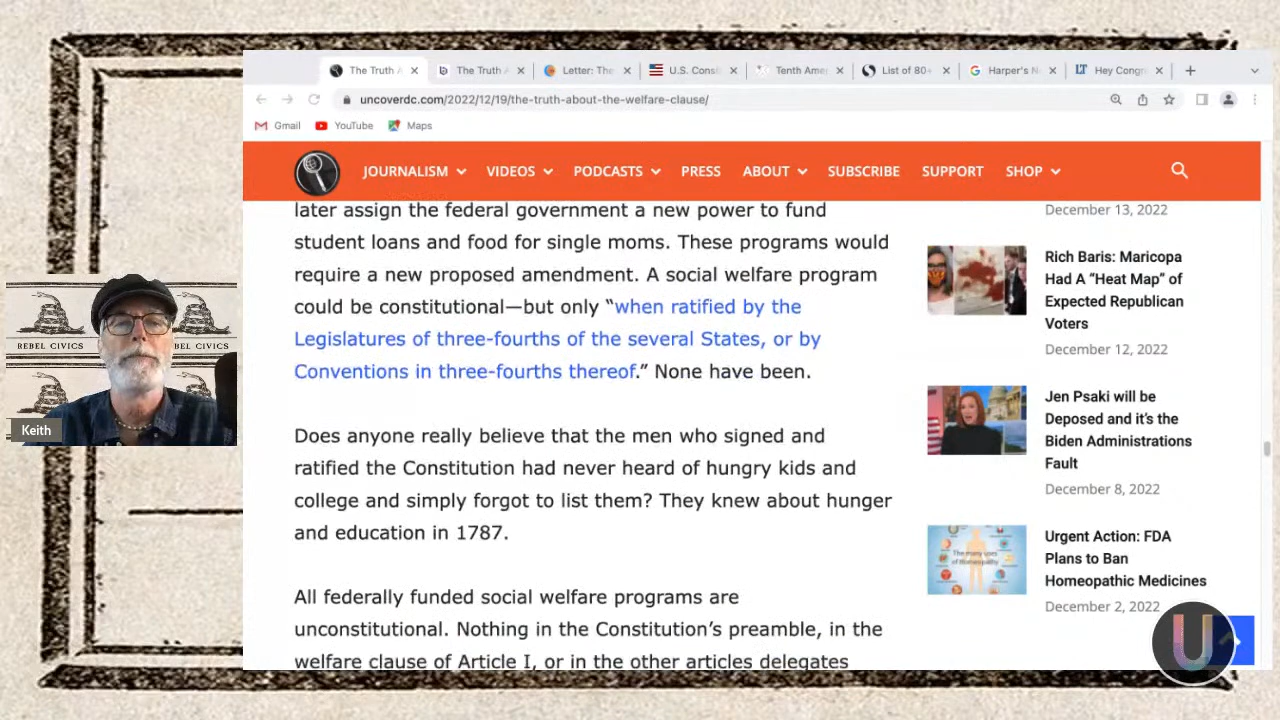 The Truth A
The Truth A
Letter: The
U.S. Consti
Tenth Ame
List of 80+
Harper's N
Hey Congr
uncoverdc.com/2022/12/19/the-truth-about-the-welfare-clause/
Gmail
YouTube
Maps
JOURNALISM
VIDEOS
PODCASTS
PRESS
ABOUT
SUBSCRIBE
SUPPORT
SHOP
later assign the federal government a new power to fund
student loans and food for single moms. These programs would
require a new proposed amendment. A social welfare program
could be constitutional—but only “when ratified by the
Legislatures of three-fourths of the several States, or by
Conventions in three-fourths thereof.” None have been.
Does anyone really believe that the men who signed and
ratified the Constitution had never heard of hungry kids and
college and simply forgot to list them? They knew about hunger
and education in 1787.
All federally funded social welfare programs are
unconstitutional. Nothing in the Constitution’s preamble, in the
welfare clause of Article I, or in the other articles delegates
December 13, 2022
Rich Baris: Maricopa
Had A “Heat Map” of
Expected Republican
Voters
December 12, 2022
Jen Psaki will be
Deposed and it’s the
Biden Administrations
Fault
December 8, 2022
The many uses
of Homeopathy
Urgent Action: FDA
Plans to Ban
Homeopathic Medicines
December 2, 2022
REBEL CIVICS
BEL CIVICS
Keith
U